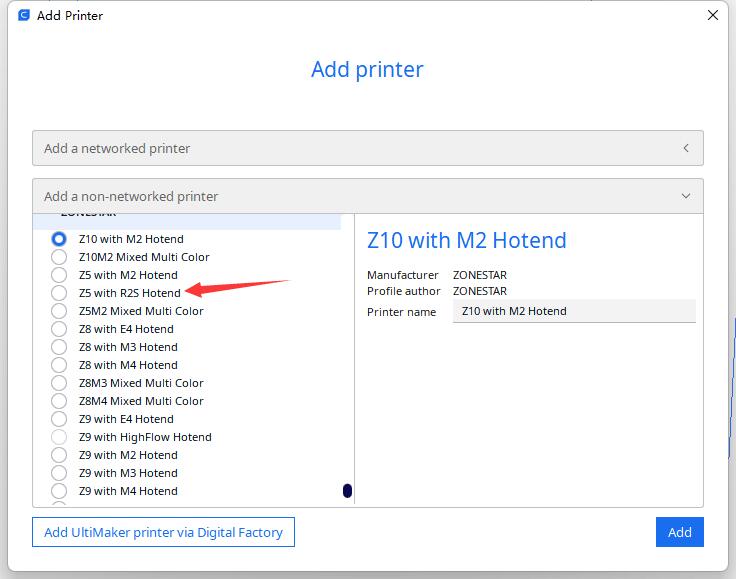 Add Printer
Add printer
Add a networked printer
Add a non-networked printer
ZONESTAR
Z10 with M2 Hotend
Z10M2 Mixed Multi Color
Z5 with M2 Hotend
Z5 with R2S Hotend
Z5M2 Mixed Multi Color
Z8 with E4 Hotend
Z8 with M3 Hotend
Z8 with M4 Hotend
Z8M3 Mixed Multi Color
Z8M4 Mixed Multi Color
Z9 with E4 Hotend
Z9 with HighFlow Hotend
Z9 with M2 Hotend
Z9 with M3 Hotend
Z9 with M4 Hotend
Z10 with M2 Hotend
Manufacturer ZONESTAR
Profile author ZONESTAR
Printer name Z10 with M2 Hotend
Add UltiMaker printer via Digital Factory
Add